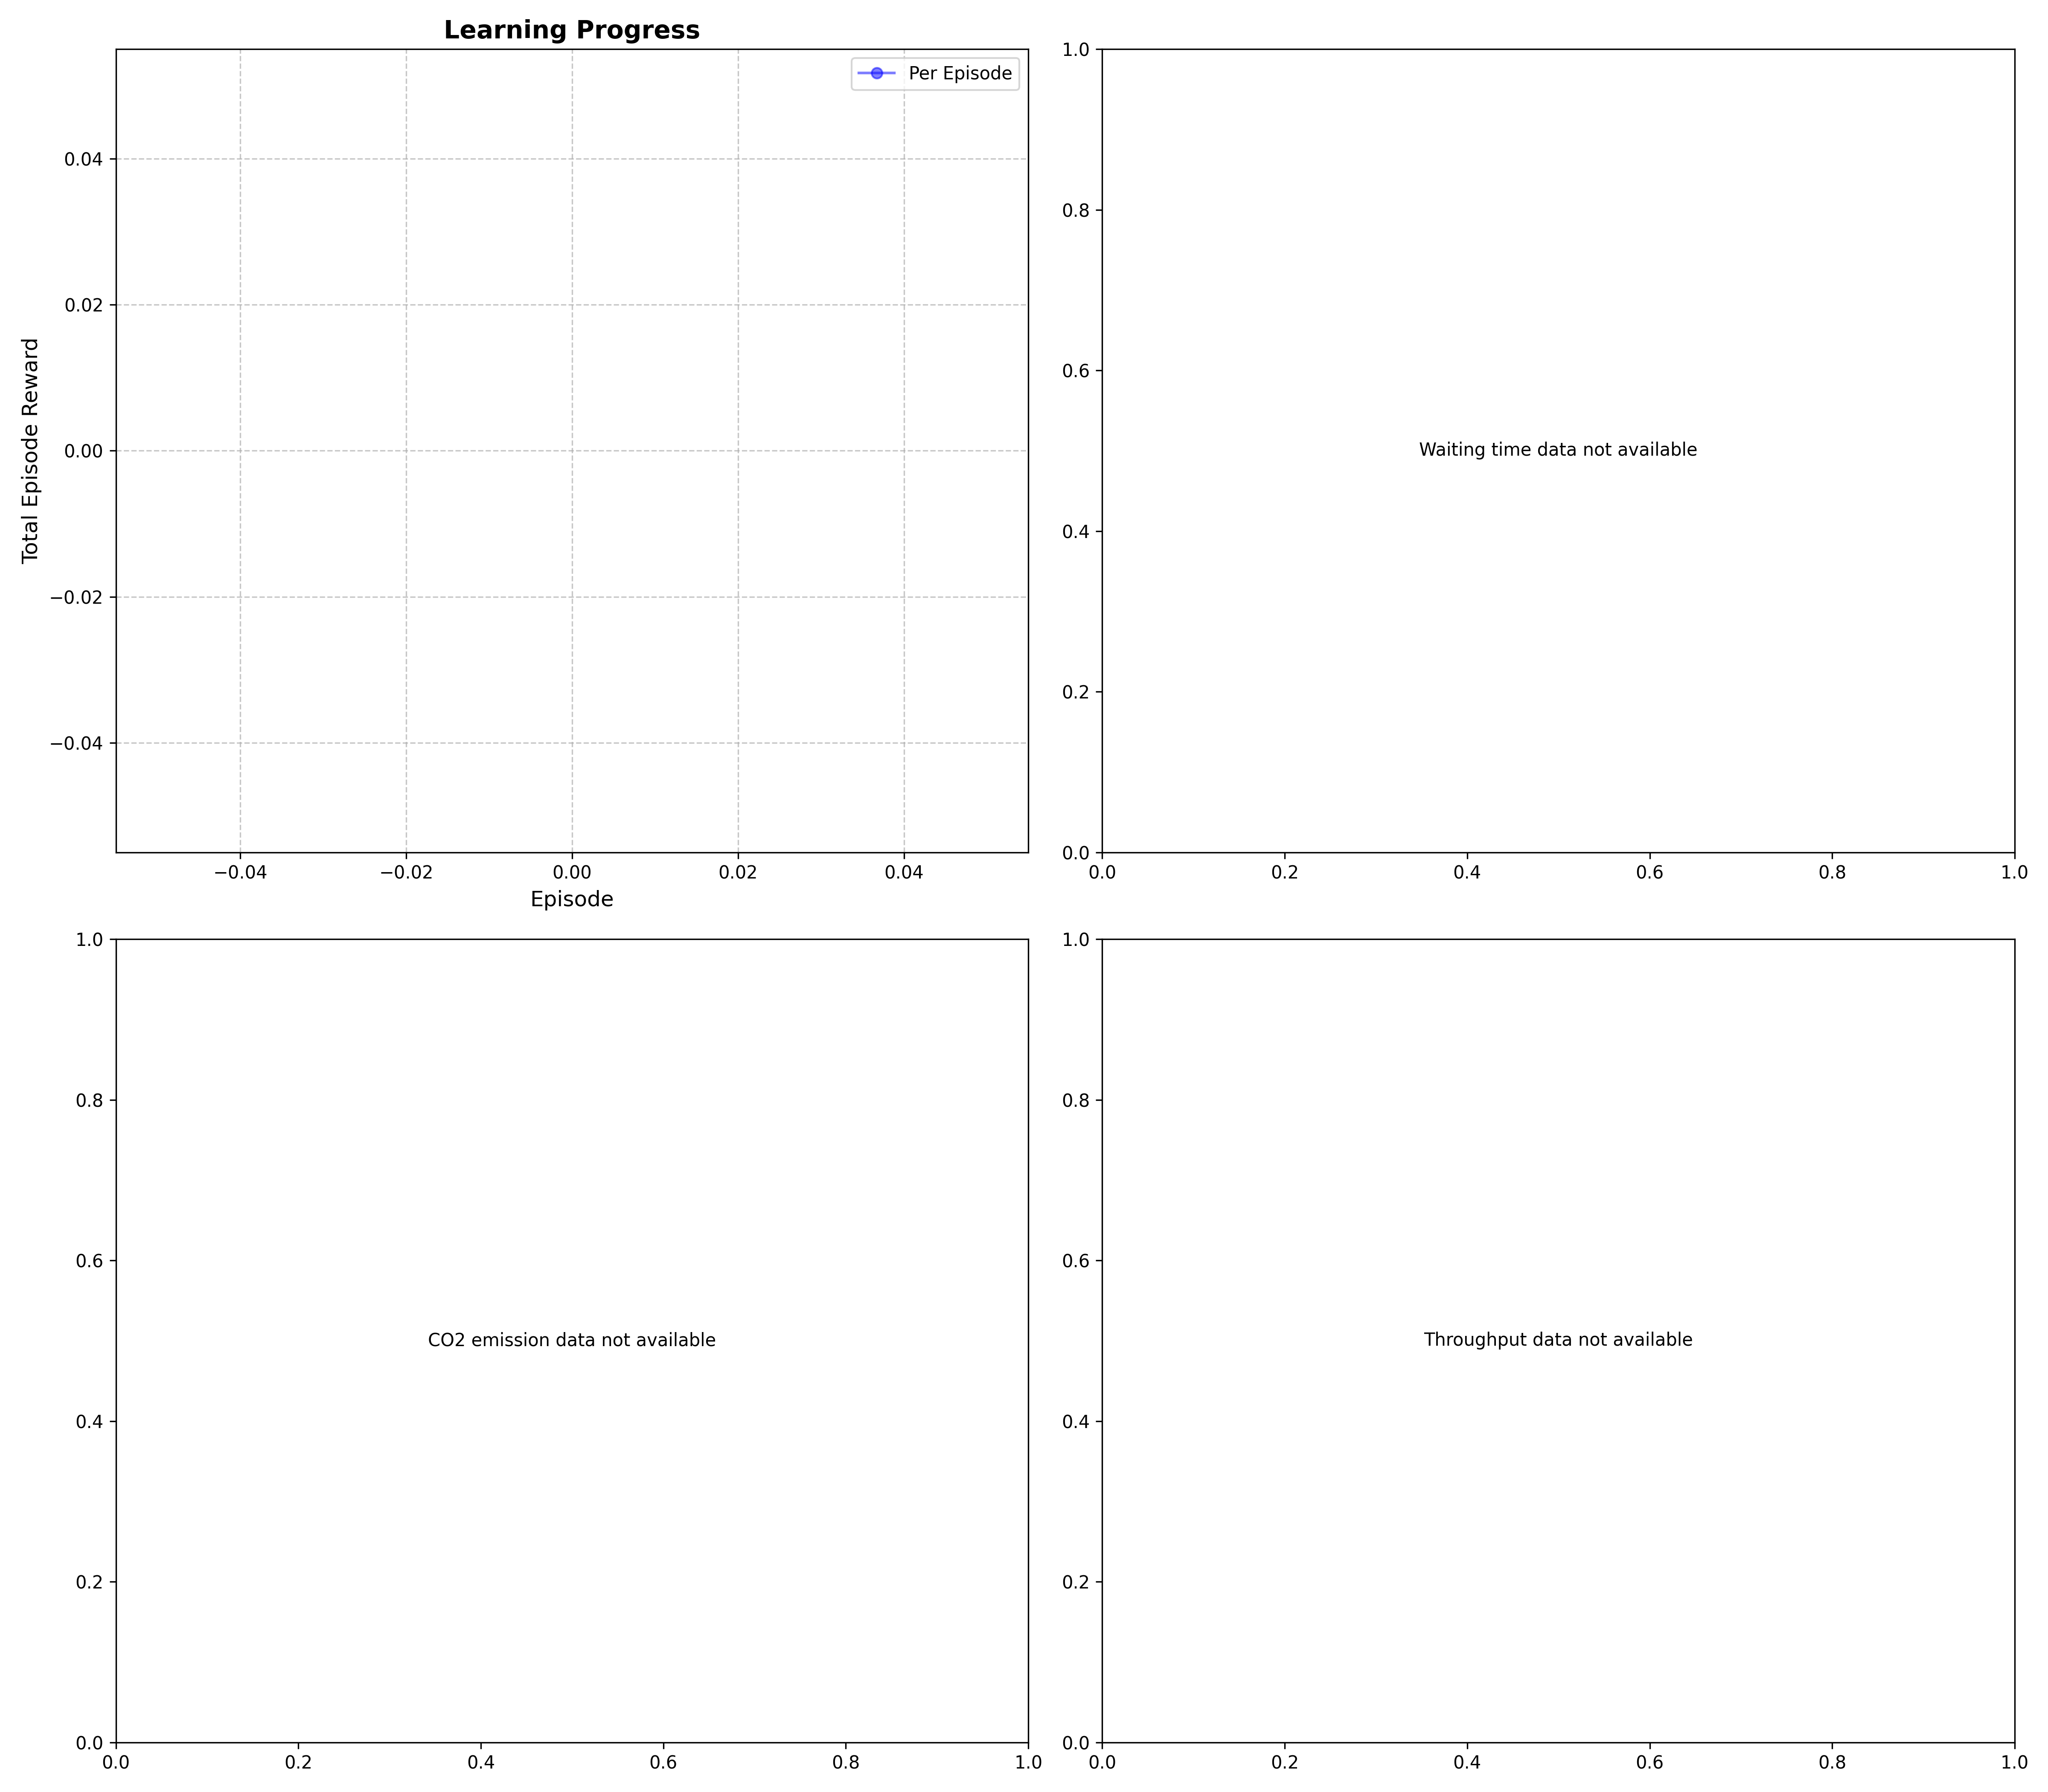 Learning Progress
Per Episode
Total Episode Reward
0.04
0.02
0.00
−0.02
−0.04
−0.04 −0.02 0.00 0.02 0.04
Episode
1.0
0.8
0.6
0.4
0.2
0.0
Waiting time data not available
0.0 0.2 0.4 0.6 0.8 1.0
1.0
0.8
0.6
0.4
0.2
0.0
CO2 emission data not available
0.0 0.2 0.4 0.6 0.8 1.0
1.0
0.8
0.6
0.4
0.2
0.0
Throughput data not available
0.0 0.2 0.4 0.6 0.8 1.0